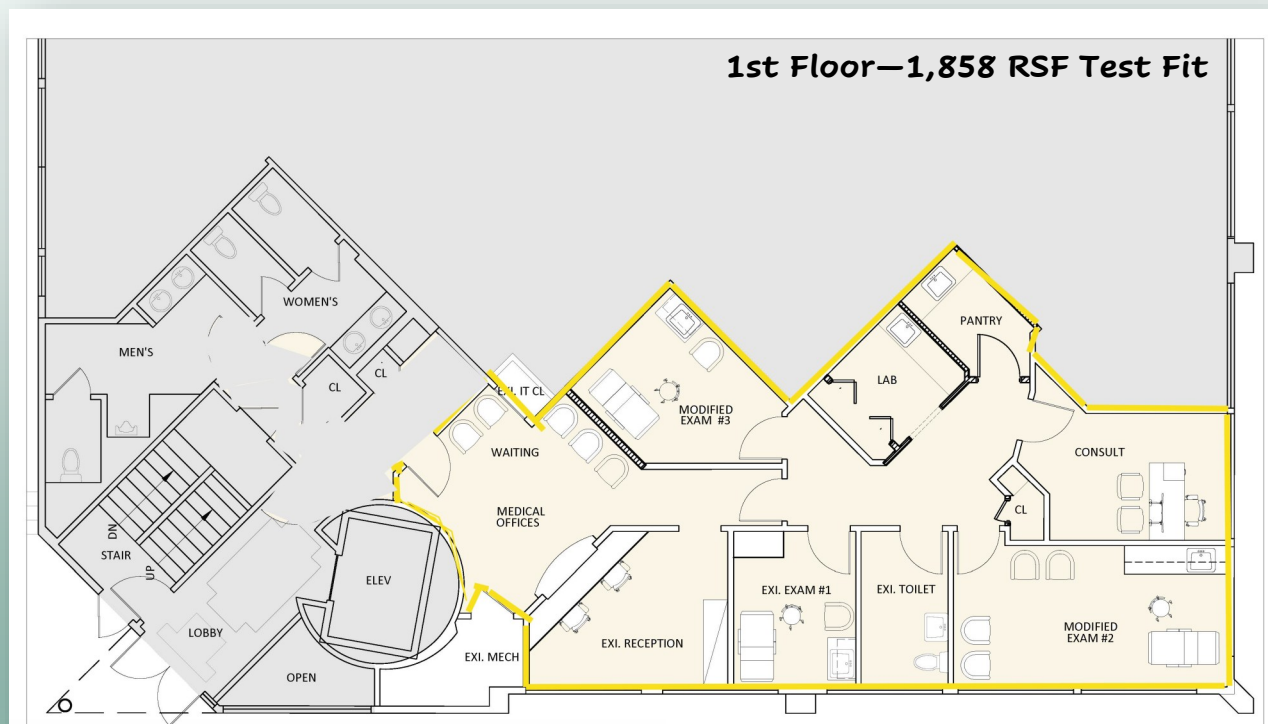 1st Floor—1,858 RSF Test Fit
WOMEN'S
MEN'S
CL
CL
EXI. IT CL
PANTRY
LAB
MODIFIED
EXAM #3
WAITING
CONSULT
MEDICAL
OFFICES
CL
DN
UP
STAIR
ELEV
EXI. EXAM #1
EXI. TOILET
LOBBY
EXI. RECEPTION
MODIFIED
EXAM #2
EXI. MECH
OPEN